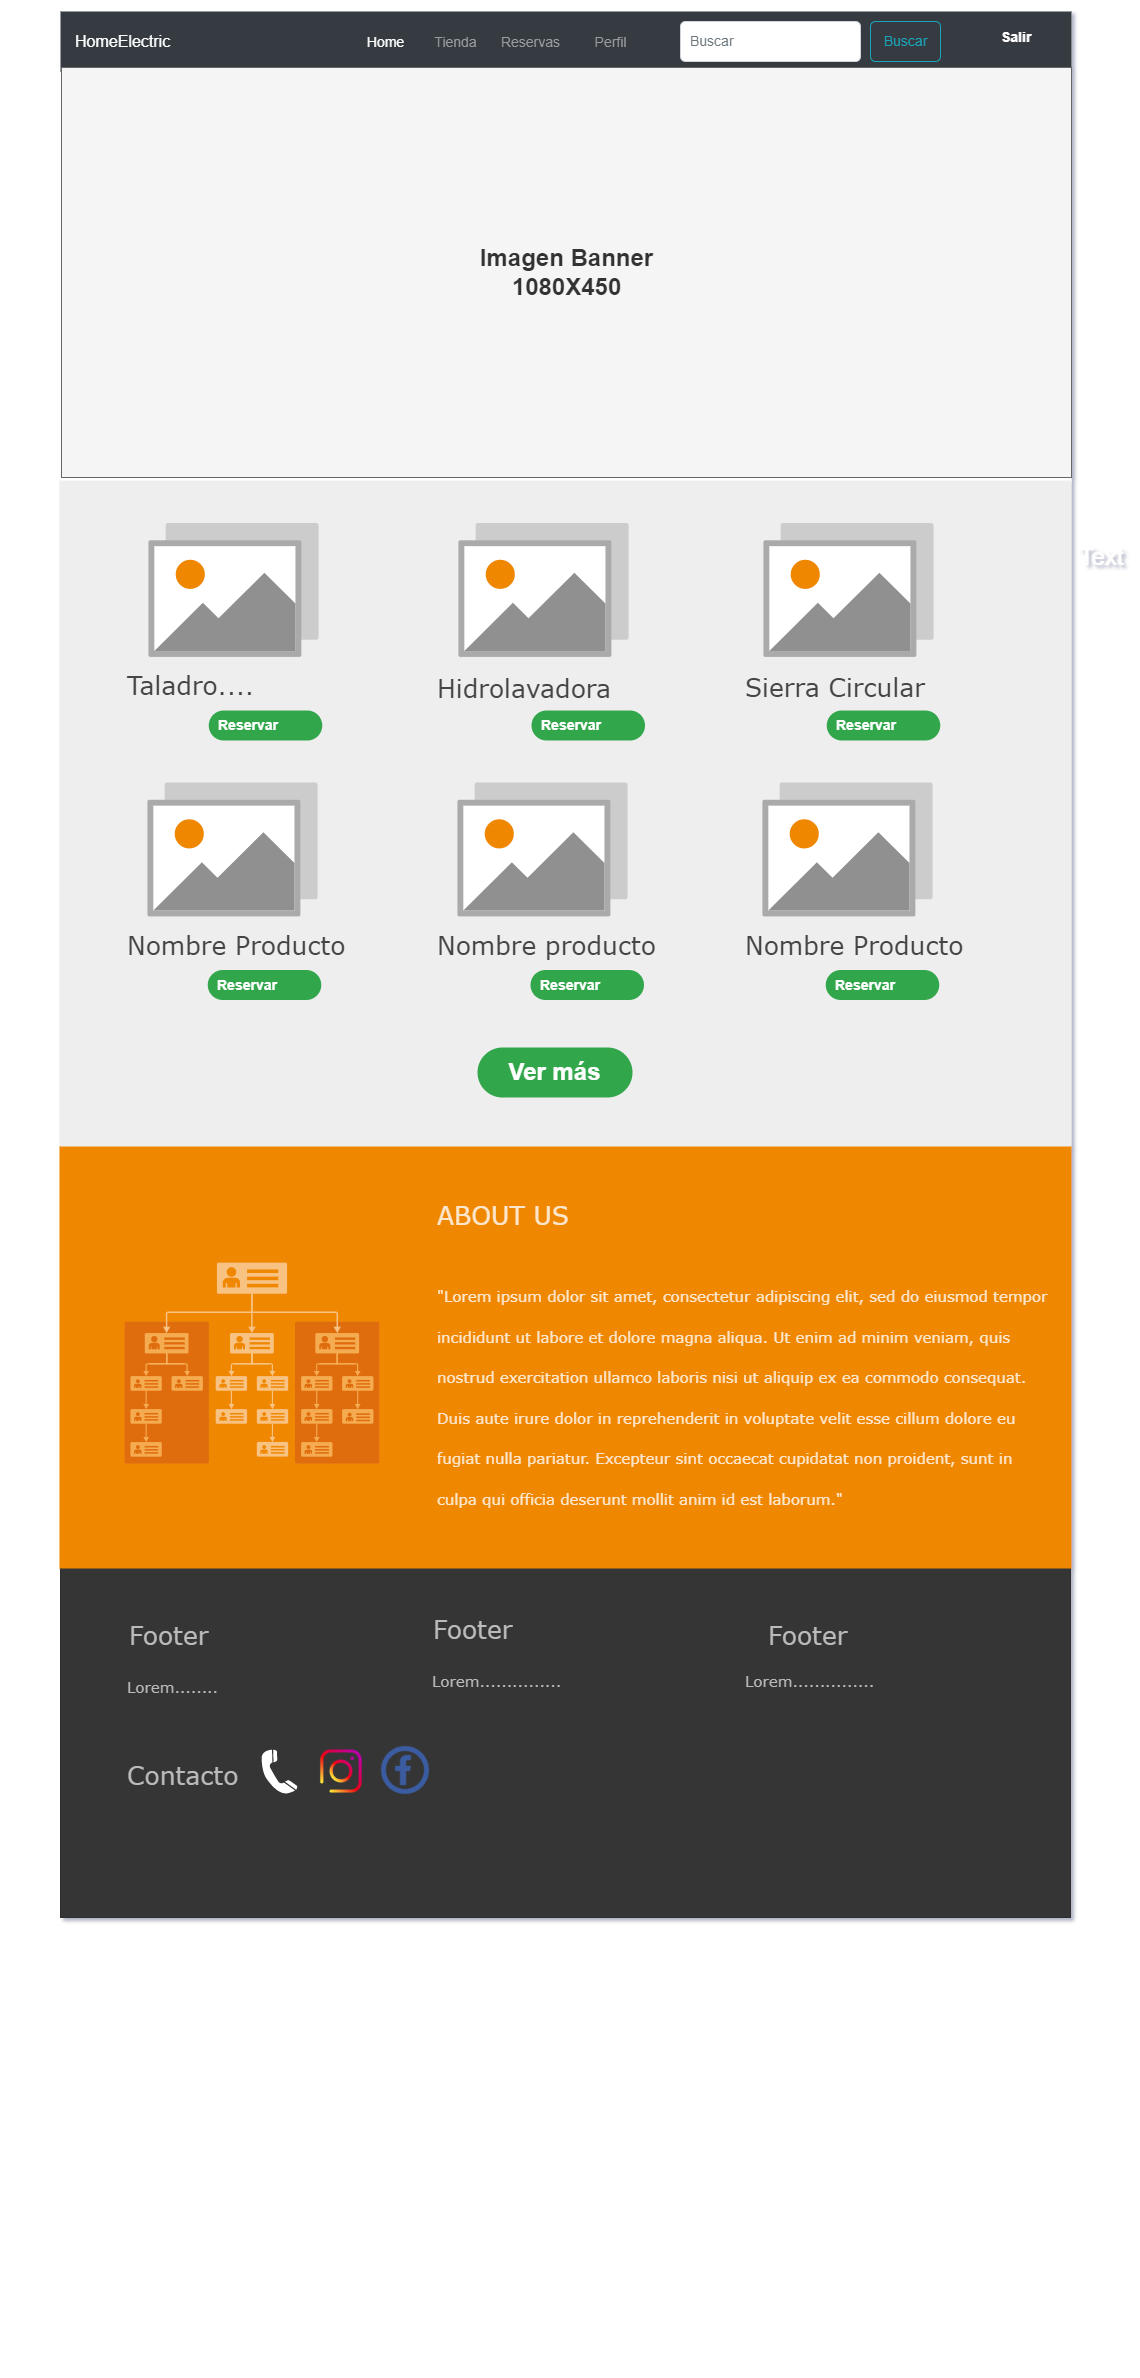 HomeElectric
Home Tienda Reservas Perfil
Buscar
Buscar
Salir
Imagen Banner
1080X450
Text
Taladro....
Hidrolavadora
Sierra Circular
Reservar
Reservar
Reservar
Nombre Producto
Nombre producto
Nombre Producto
Reservar
Reservar
Reservar
Ver más
ABOUT US
"Lorem ipsum dolor sit amet, consectetur adipiscing elit, sed do eiusmod tempor
incididunt ut labore et dolore magna aliqua. Ut enim ad minim veniam, quis
nostrud exercitation ullamco laboris nisi ut aliquip ex ea commodo consequat.
Duis aute irure dolor in reprehenderit in voluptate velit esse cillum dolore eu
fugiat nulla pariatur. Excepteur sint occaecat cupidatat non proident, sunt in
culpa qui officia deserunt mollit anim id est laborum."
Footer
Footer
Footer
Lorem........
Lorem...............
Lorem...............
Contacto